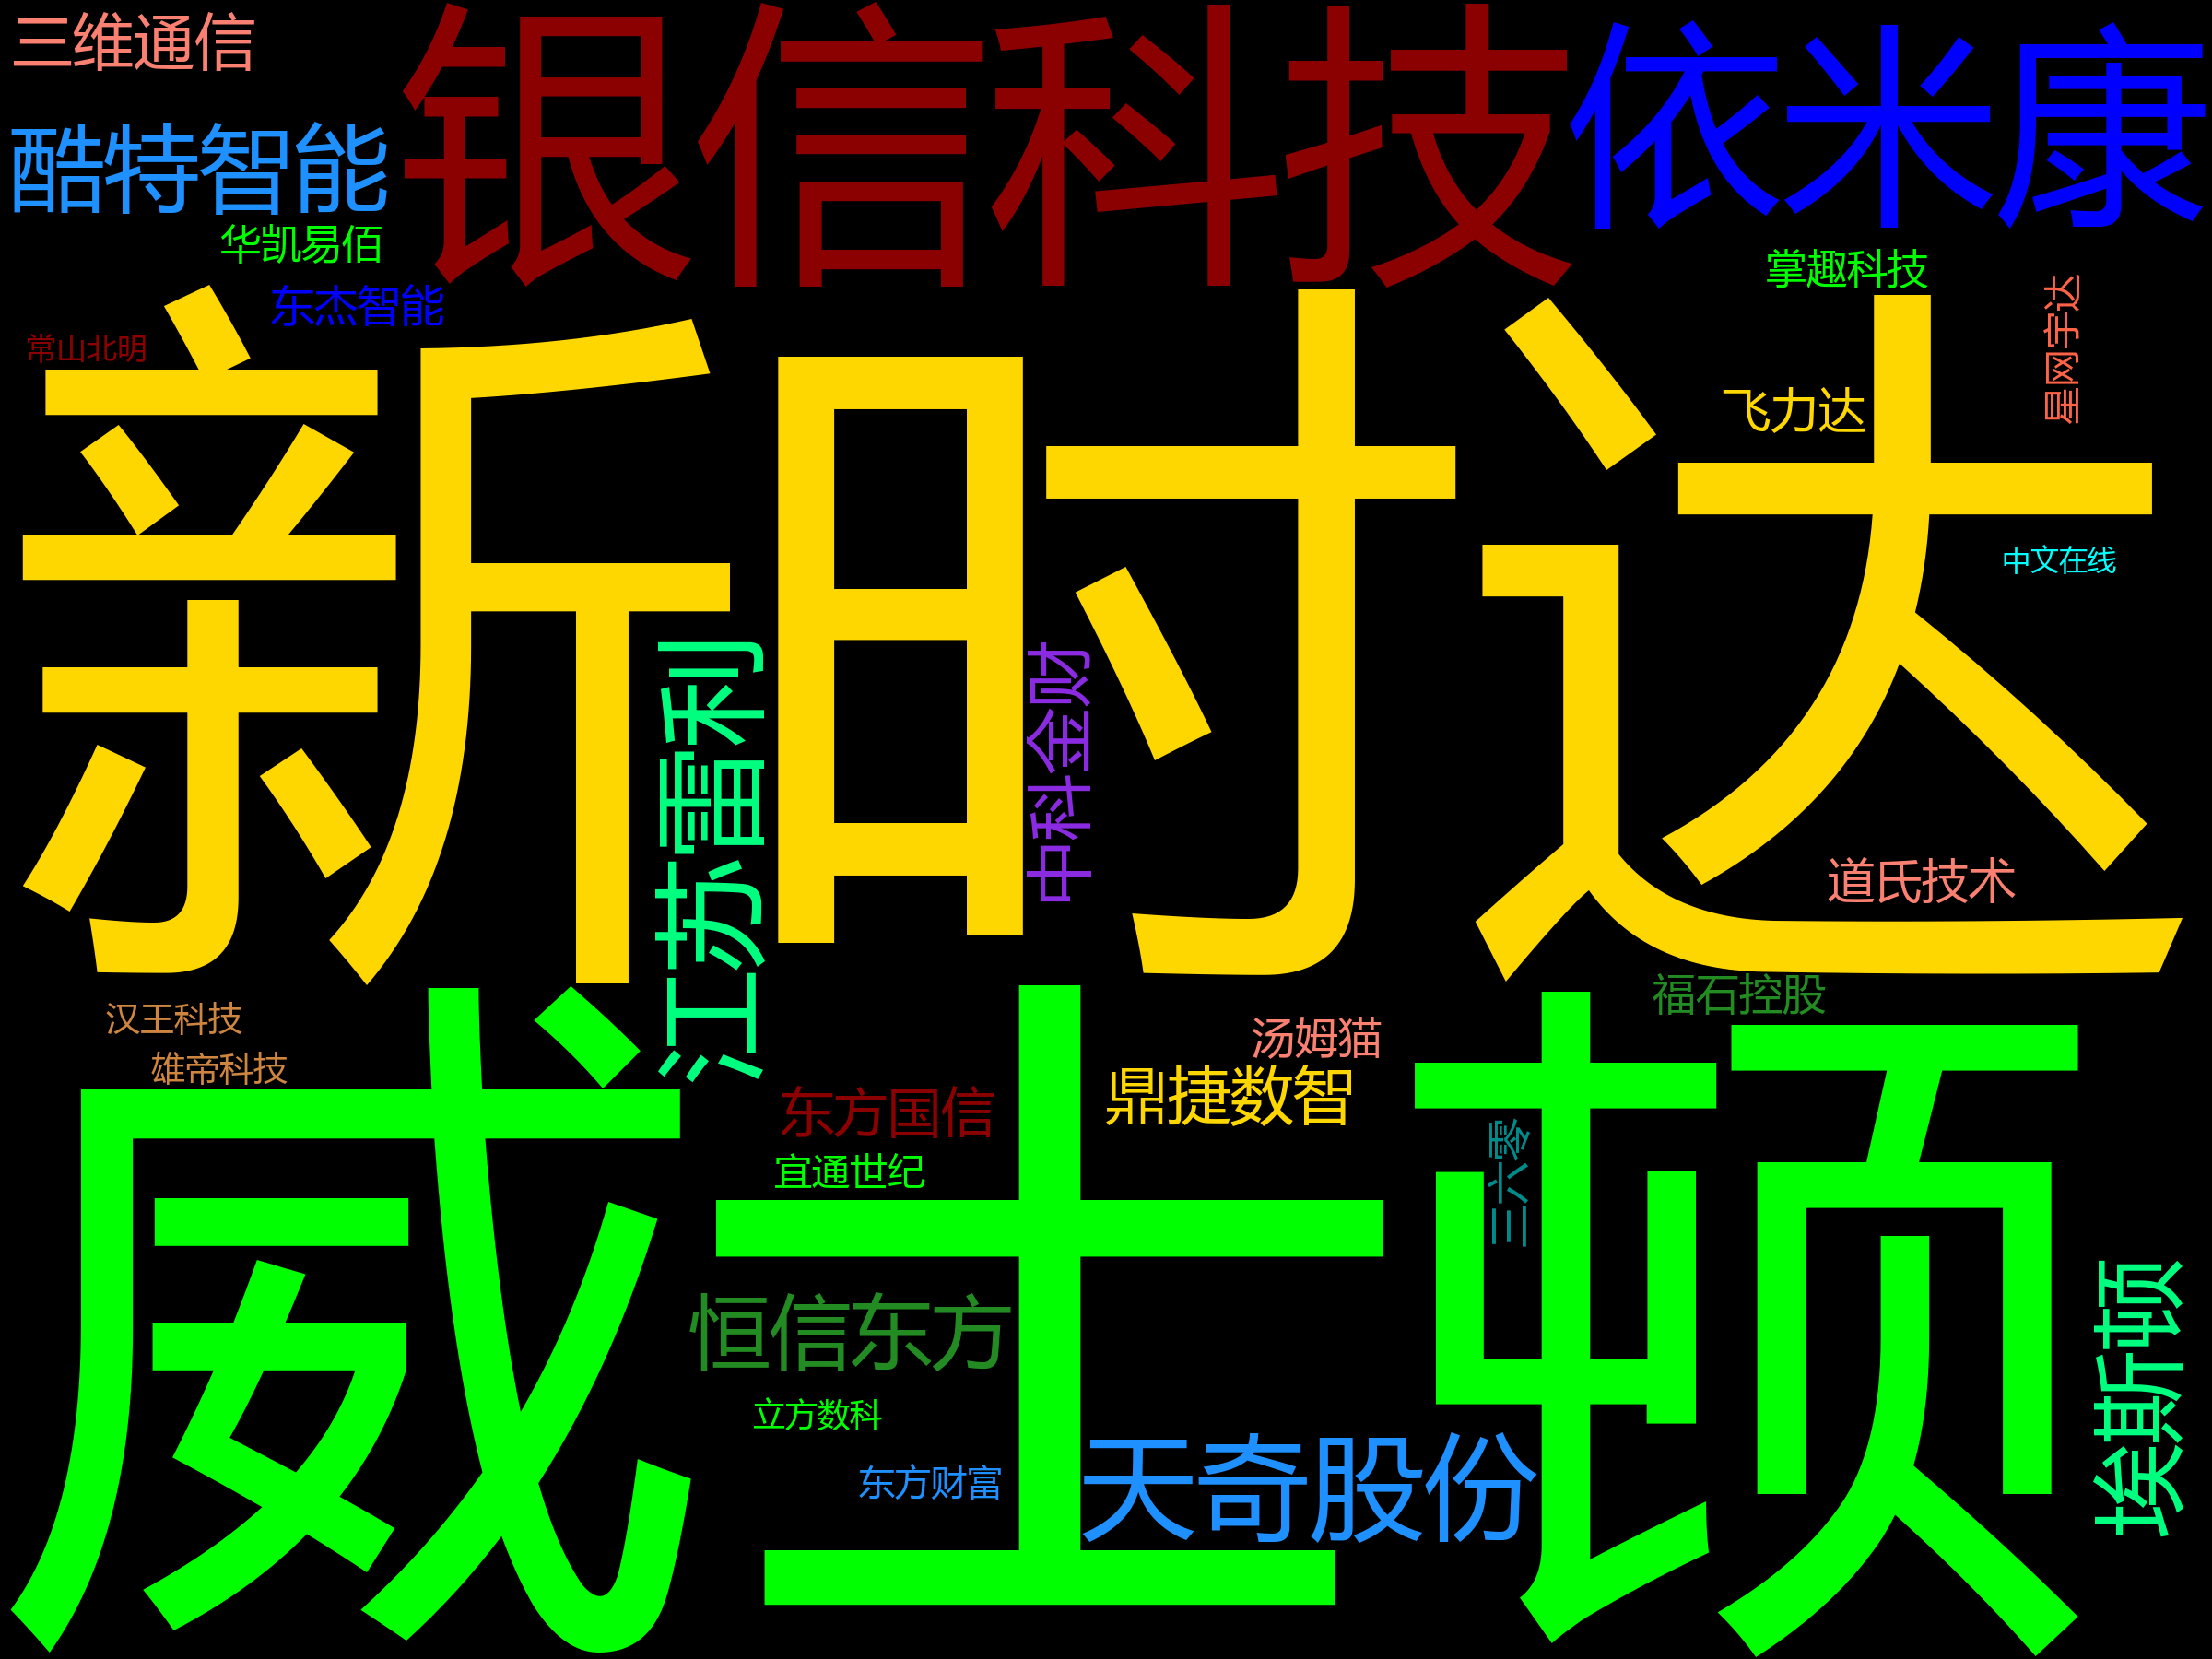 三维通信
银信科技
依米康
酷特智能
华凯易佰
掌趣科技
东杰智能
星网宇达
常山北明
新时达
飞力达
中文在线
江苏雷利
中科金财
道氏技术
福石控股
汉王科技
汤姆猫
雄帝科技
鼎捷数智
东方国信
三六零
宜通世纪
威士顿
埃斯顿
恒信东方
立方数科
天奇股份
东方财富